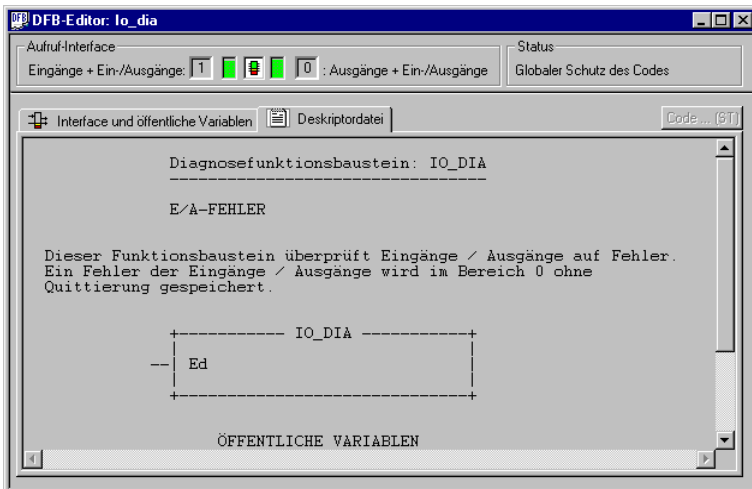 DFB-Editor: Io_dia
Aufruf-Interface
Status
Eingänge + Ein-/Ausgänge: 1 0 : Ausgänge + Ein-/Ausgänge
Globaler Schutz des Codes
Interface und öffentliche Variablen Deskriptordatei Code ... (ST)
Diagnosefunktionsbaustein: IO_DIA
---------------------------------
E/A-FEHLER
Dieser Funktionsbaustein überprüft Eingänge / Ausgänge auf Fehler.
Ein Fehler der Eingänge / Ausgänge wird im Bereich 0 ohne
Quittierung gespeichert.
+----------- IO_DIA -----------+
--| Ed |
+------------------------------+
ÖFFENTLICHE VARIABLEN